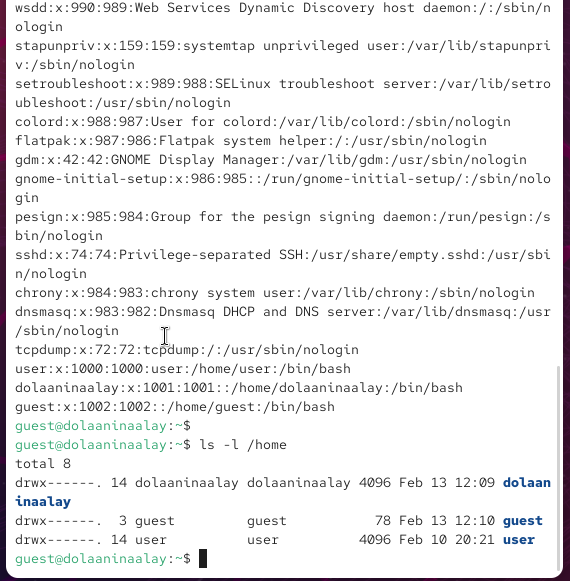 wsdd:x:990:989:Web Services Dynamic Discovery host daemon:/:/sbin/n
ologin
stapunpriv:x:159:159:systemtap unprivileged user:/var/lib/stapunpri
v:/sbin/nologin
setroubleshoot:x:989:988:SELinux troubleshoot server:/var/lib/setro
ubleshoot:/usr/sbin/nologin
colord:x:988:987:User for colord:/var/lib/colord:/sbin/nologin
flatpak:x:987:986:Flatpak system helper:/:/usr/sbin/nologin
gdm:x:42:42:GNOME Display Manager:/var/lib/gdm:/usr/sbin/nologin
gnome-initial-setup:x:986:985::/run/gnome-initial-setup/:/sbin/nolo
gin
pesign:x:985:984:Group for the pesign signing daemon:/run/pesign:/s
bin/nologin
sshd:x:74:74:Privilege-separated SSH:/usr/share/empty.sshd:/usr/sbi
n/nologin
chrony:x:984:983:chrony system user:/var/lib/chrony:/sbin/nologin
dnsmasq:x:983:982:Dnsmasq DHCP and DNS server:/var/lib/dnsmasq:/usr
/sbin/nologin
tcpdump:x:72:72:tcpdump:/:/usr/sbin/nologin
user:x:1000:1000:user:/home/user:/bin/bash
dolaaninaalay:x:1001:1001::/home/dolaaninaalay:/bin/bash
guest:x:1002:1002::/home/guest:/bin/bash
guest@dolaaninaalay:~$
guest@dolaaninaalay:~$ ls -l /home
total 8
drwx------. 14 dolaaninaalay dolaaninaalay 4096 Feb 13 12:09 dolaan
inaalay
drwx------.  3 guest         guest           78 Feb 13 12:10 guest
drwx------. 14 user          user          4096 Feb 10 20:21 user
guest@dolaaninaalay:~$